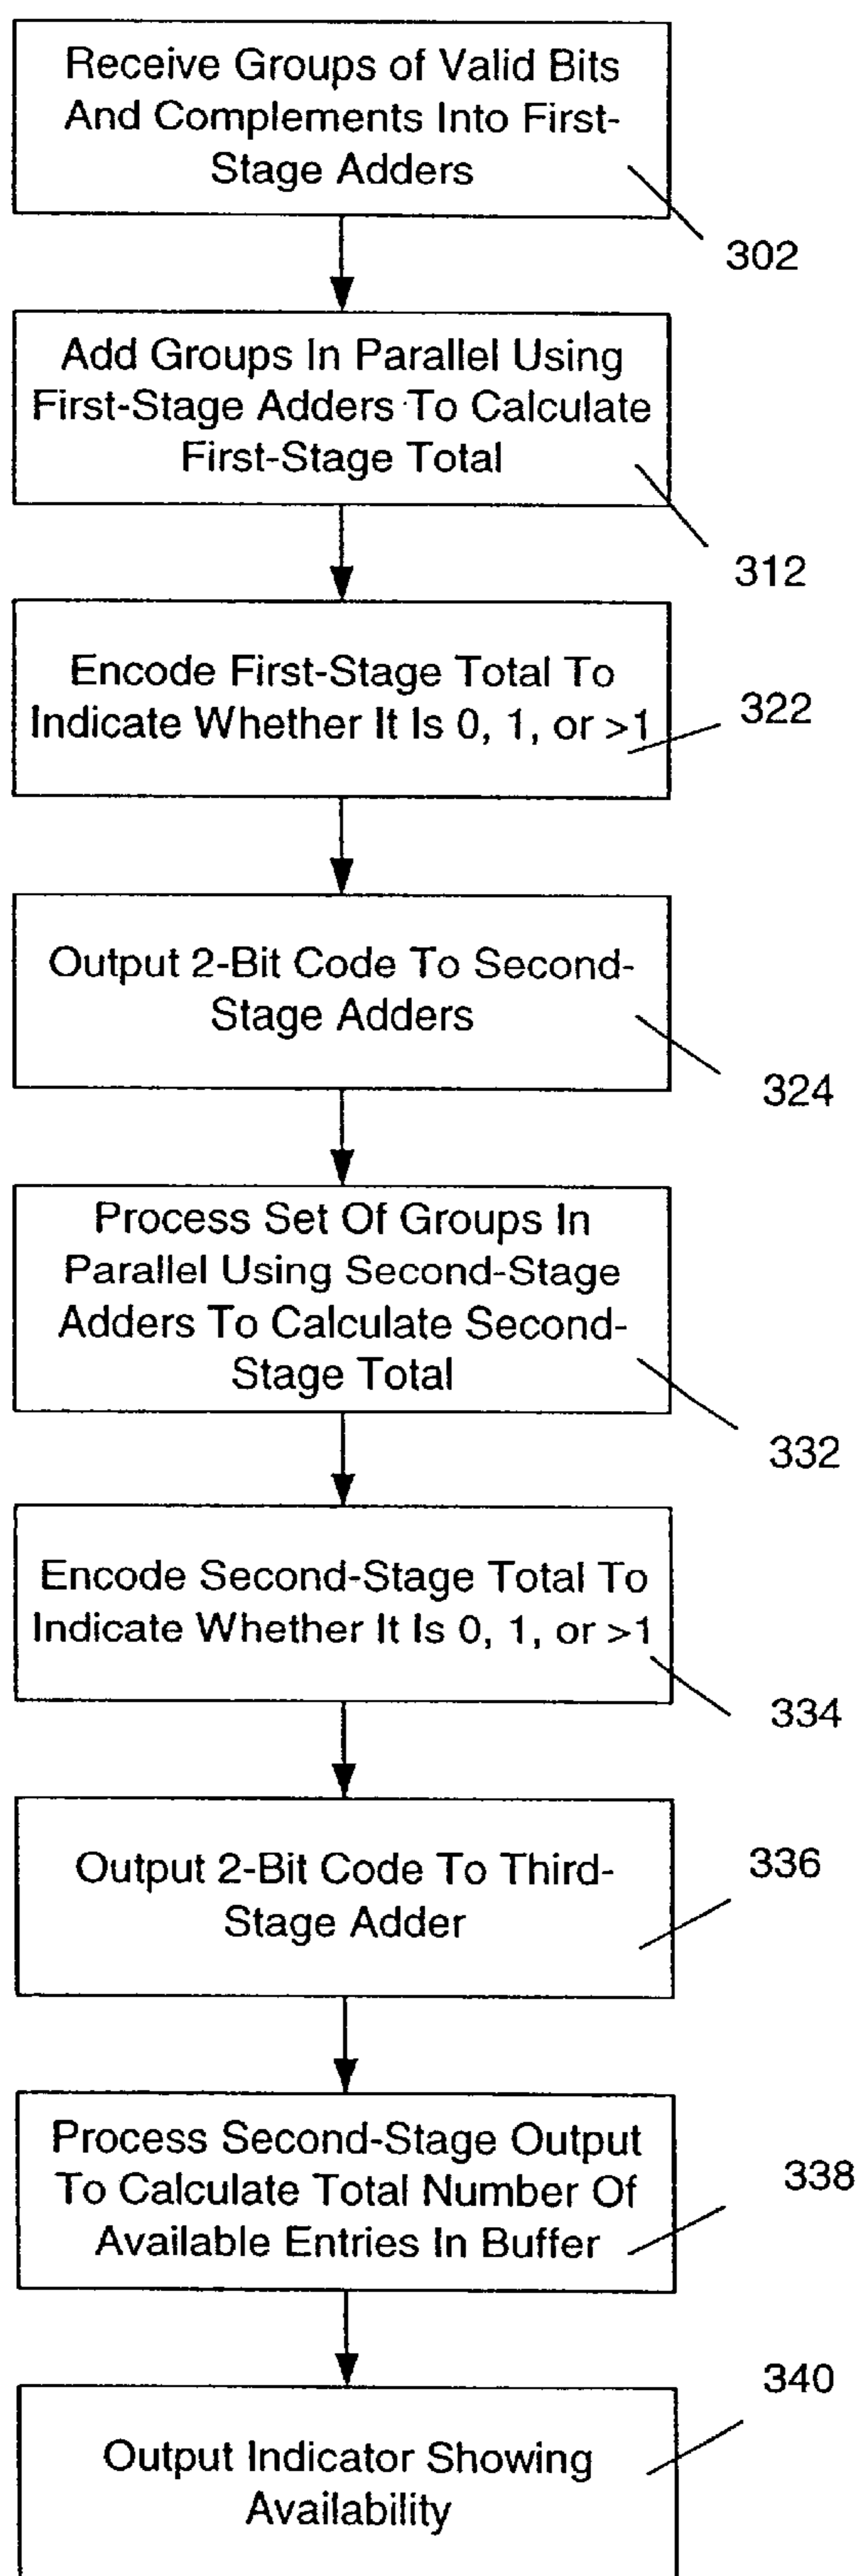 Receive Groups of Valid Bits
And Complements Into First-
Stage Adders
302
Add Groups In Parallel Using
First-Stage Adders To Calculate
First-Stage Total
312
Encode First-Stage Total To
Indicate Whether It Is 0, 1, or >1
322
Output 2-Bit Code To Second-
Stage Adders
324
Process Set Of Groups In
Parallel Using Second-Stage
Adders To Calculate Second-
Stage Total
332
Encode Second-Stage Total To
Indicate Whether It Is 0, 1, or >1
334
Output 2-Bit Code To Third-
Stage Adder
336
Process Second-Stage Output
To Calculate Total Number Of
Available Entries In Buffer
338
Output Indicator Showing
Availability
340